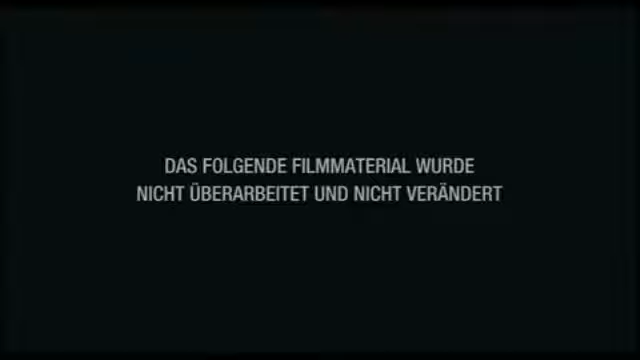 DAS FOLGENDE FILMMATERIAL WURDE
NICHT ÜBERARBEITET UND NICHT VERÄNDERT